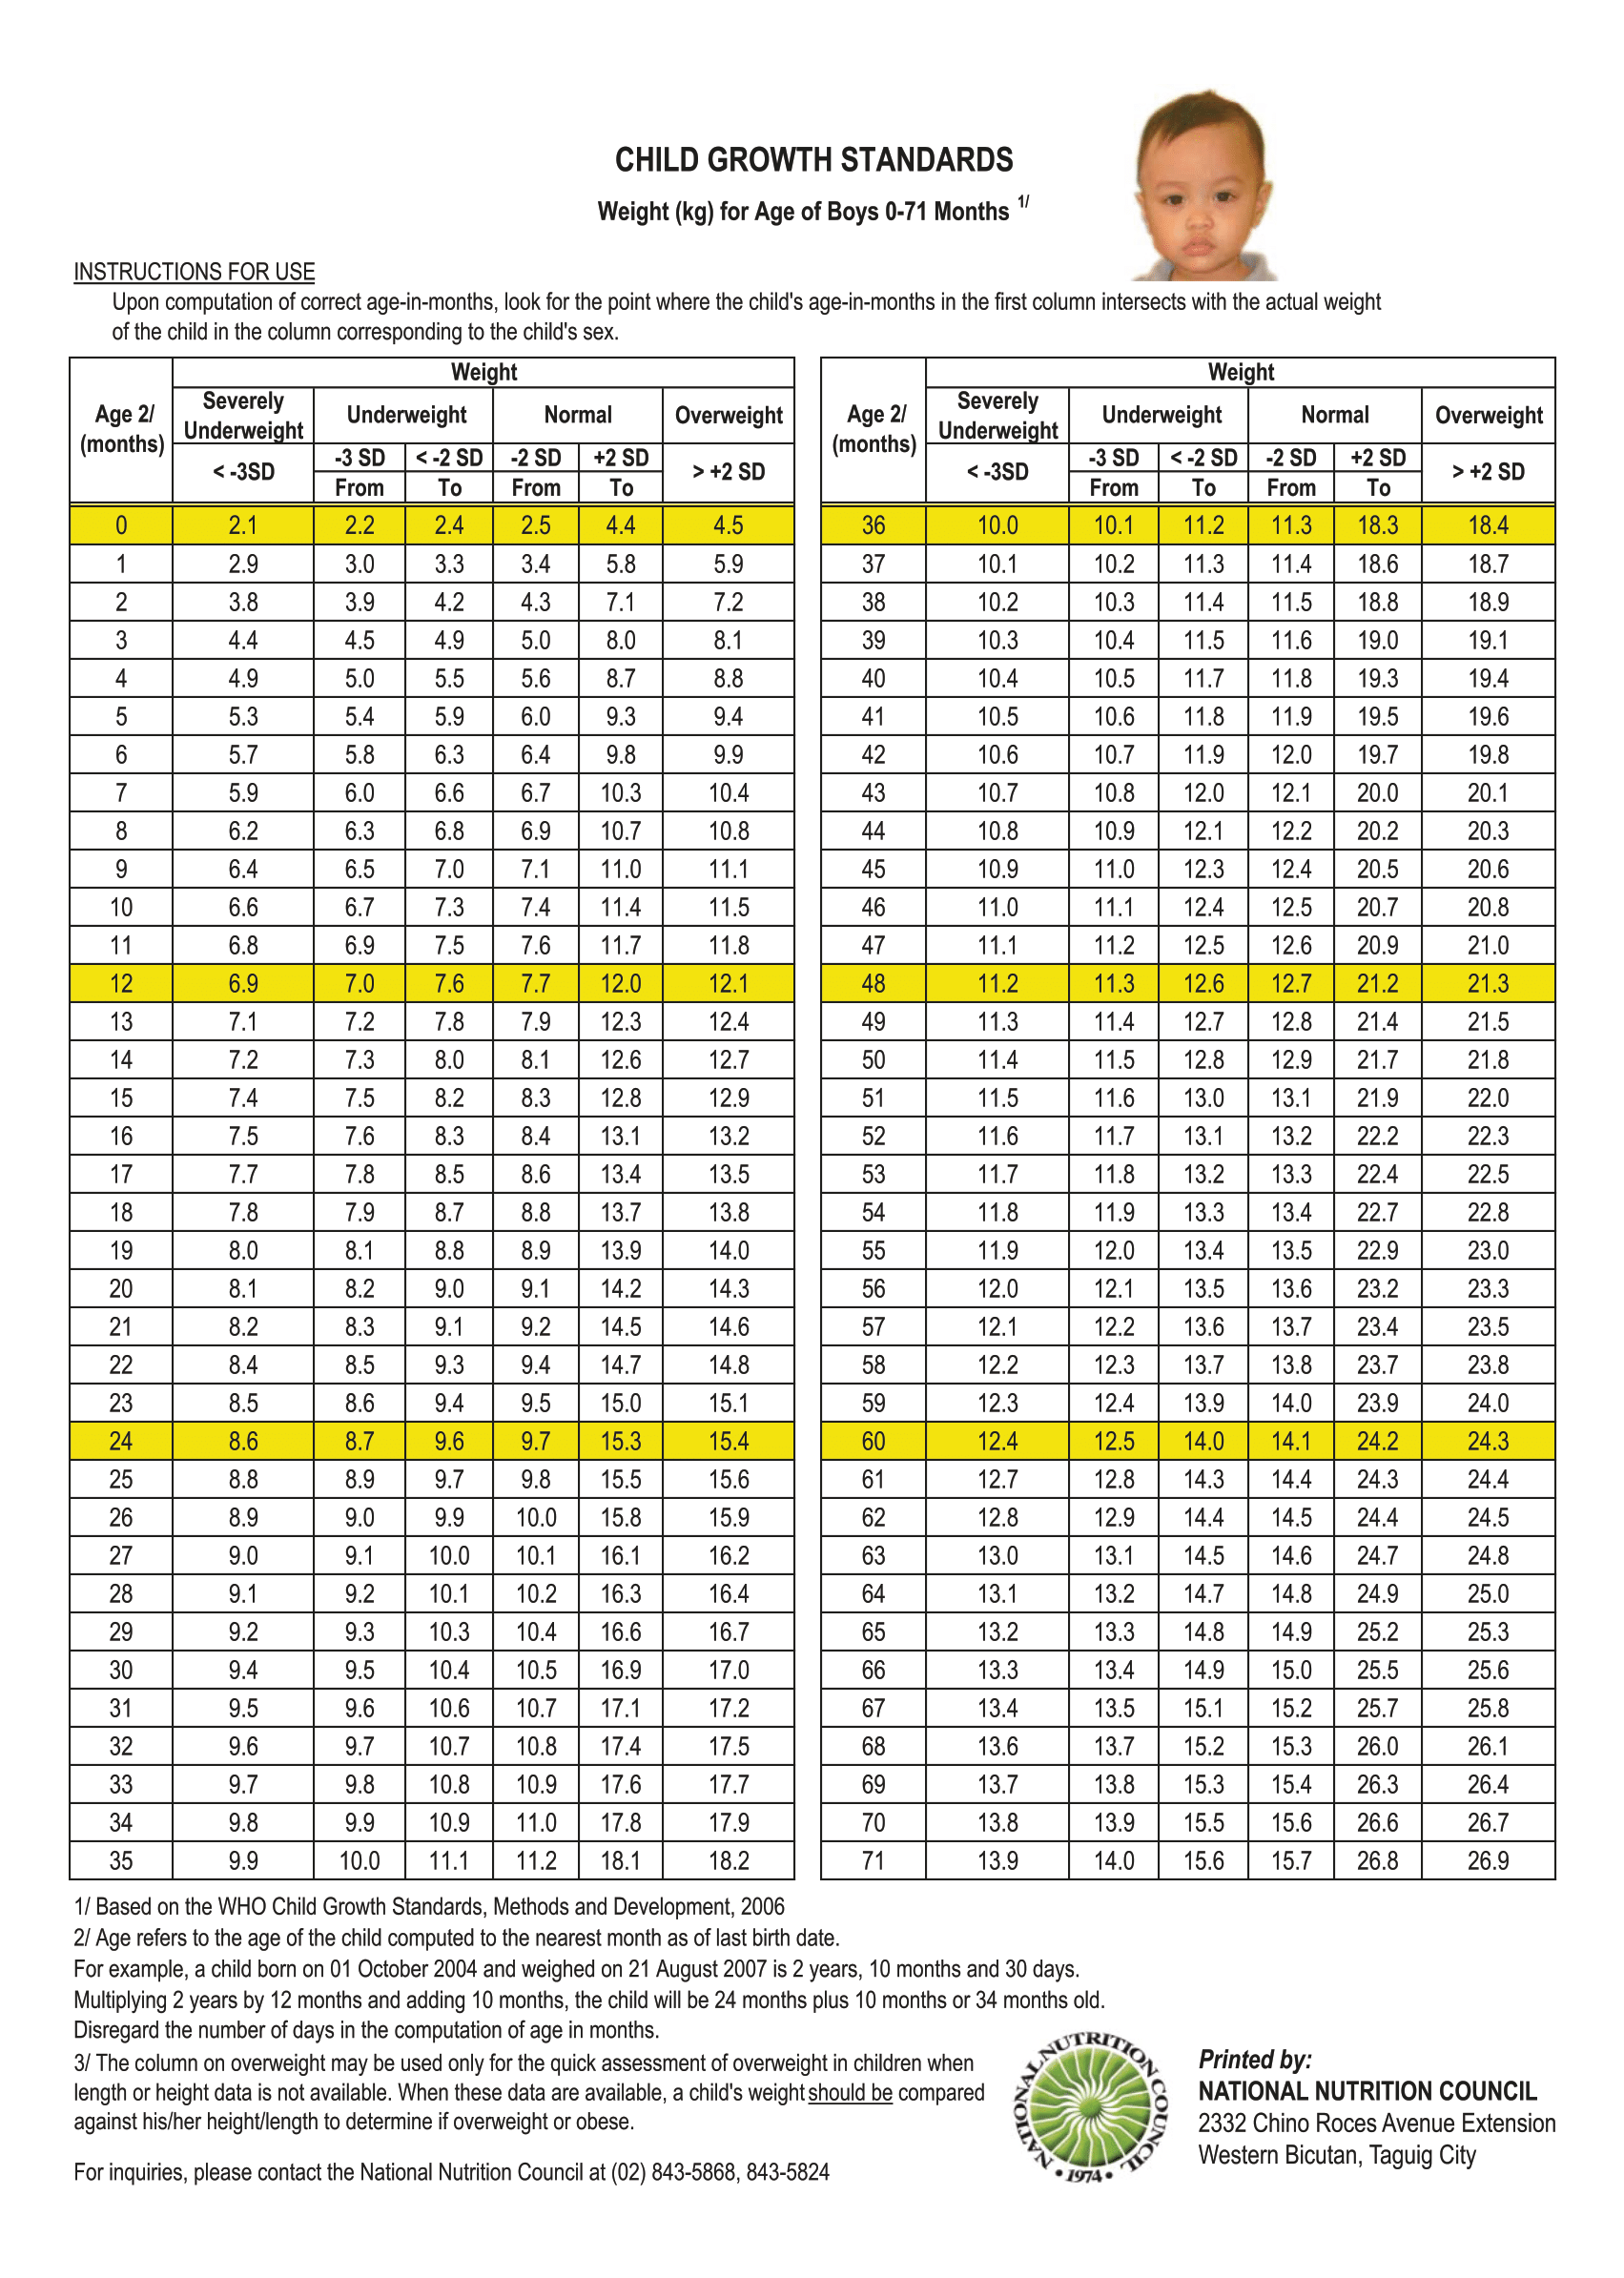 CHILD GROWTH STANDARDS
Weight (kg) for Age of Boys 0-71 Months 1/
INSTRUCTIONS FOR USE
Upon computation of correct age-in-months, look for the point where the child's age-in-months in the first column intersects with the actual weight
of the child in the column corresponding to the child's sex.
Age 2/ (months) Weight
Severely Underweight Underweight Normal Overweight
< -3SD -3 SD < -2 SD -2 SD +2 SD > +2 SD
From To From To
0 2.1 2.2 2.4 2.5 4.4 4.5
1 2.9 3.0 3.3 3.4 5.8 5.9
2 3.8 3.9 4.2 4.3 7.1 7.2
3 4.4 4.5 4.9 5.0 8.0 8.1
4 4.9 5.0 5.5 5.6 8.7 8.8
5 5.3 5.4 5.9 6.0 9.3 9.4
6 5.7 5.8 6.3 6.4 9.8 9.9
7 5.9 6.0 6.6 6.7 10.3 10.4
8 6.2 6.3 6.8 6.9 10.7 10.8
9 6.4 6.5 7.0 7.1 11.0 11.1
10 6.6 6.7 7.3 7.4 11.4 11.5
11 6.8 6.9 7.5 7.6 11.7 11.8
12 6.9 7.0 7.6 7.7 12.0 12.1
13 7.1 7.2 7.8 7.9 12.3 12.4
14 7.2 7.3 8.0 8.1 12.6 12.7
15 7.4 7.5 8.2 8.3 12.8 12.9
16 7.5 7.6 8.3 8.4 13.1 13.2
17 7.7 7.8 8.5 8.6 13.4 13.5
18 7.8 7.9 8.7 8.8 13.7 13.8
19 8.0 8.1 8.8 8.9 13.9 14.0
20 8.1 8.2 9.0 9.1 14.2 14.3
21 8.2 8.3 9.1 9.2 14.5 14.6
22 8.4 8.5 9.3 9.4 14.7 14.8
23 8.5 8.6 9.4 9.5 15.0 15.1
24 8.6 8.7 9.6 9.7 15.3 15.4
25 8.8 8.9 9.7 9.8 15.5 15.6
26 8.9 9.0 9.9 10.0 15.8 15.9
27 9.0 9.1 10.0 10.1 16.1 16.2
28 9.1 9.2 10.1 10.2 16.3 16.4
29 9.2 9.3 10.3 10.4 16.6 16.7
30 9.4 9.5 10.4 10.5 16.9 17.0
31 9.5 9.6 10.6 10.7 17.1 17.2
32 9.6 9.7 10.7 10.8 17.4 17.5
33 9.7 9.8 10.8 10.9 17.6 17.7
34 9.8 9.9 10.9 11.0 17.8 17.9
35 9.9 10.0 11.1 11.2 18.1 18.2
Age 2/ (months) Weight
Severely Underweight Underweight Normal Overweight
< -3SD -3 SD < -2 SD -2 SD +2 SD > +2 SD
From To From To
36 10.0 10.1 11.2 11.3 18.3 18.4
37 10.1 10.2 11.3 11.4 18.6 18.7
38 10.2 10.3 11.4 11.5 18.8 18.9
39 10.3 10.4 11.5 11.6 19.0 19.1
40 10.4 10.5 11.7 11.8 19.3 19.4
41 10.5 10.6 11.8 11.9 19.5 19.6
42 10.6 10.7 11.9 12.0 19.7 19.8
43 10.7 10.8 12.0 12.1 20.0 20.1
44 10.8 10.9 12.1 12.2 20.2 20.3
45 10.9 11.0 12.3 12.4 20.5 20.6
46 11.0 11.1 12.4 12.5 20.7 20.8
47 11.1 11.2 12.5 12.6 20.9 21.0
48 11.2 11.3 12.6 12.7 21.2 21.3
49 11.3 11.4 12.7 12.8 21.4 21.5
50 11.4 11.5 12.8 12.9 21.7 21.8
51 11.5 11.6 13.0 13.1 21.9 22.0
52 11.6 11.7 13.1 13.2 22.2 22.3
53 11.7 11.8 13.2 13.3 22.4 22.5
54 11.8 11.9 13.3 13.4 22.7 22.8
55 11.9 12.0 13.4 13.5 22.9 23.0
56 12.0 12.1 13.5 13.6 23.2 23.3
57 12.1 12.2 13.6 13.7 23.4 23.5
58 12.2 12.3 13.7 13.8 23.7 23.8
59 12.3 12.4 13.9 14.0 23.9 24.0
60 12.4 12.5 14.0 14.1 24.2 24.3
61 12.7 12.8 14.3 14.4 24.3 24.4
62 12.8 12.9 14.4 14.5 24.4 24.5
63 13.0 13.1 14.5 14.6 24.7 24.8
64 13.1 13.2 14.7 14.8 24.9 25.0
65 13.2 13.3 14.8 14.9 25.2 25.3
66 13.3 13.4 14.9 15.0 25.5 25.6
67 13.4 13.5 15.1 15.2 25.7 25.8
68 13.6 13.7 15.2 15.3 26.0 26.1
69 13.7 13.8 15.3 15.4 26.3 26.4
70 13.8 13.9 15.5 15.6 26.6 26.7
71 13.9 14.0 15.6 15.7 26.8 26.9
1/ Based on the WHO Child Growth Standards, Methods and Development, 2006
2/ Age refers to the age of the child computed to the nearest month as of last birth date.
For example, a child born on 01 October 2004 and weighed on 21 August 2007 is 2 years, 10 months and 30 days.
Multiplying 2 years by 12 months and adding 10 months, the child will be 24 months plus 10 months or 34 months old.
Disregard the number of days in the computation of age in months.
3/ The column on overweight may be used only for the quick assessment of overweight in children when
length or height data is not available. When these data are available, a child's weight should be compared
against his/her height/length to determine if overweight or obese.
For inquiries, please contact the National Nutrition Council at (02) 843-5868, 843-5824
NATIONAL NUTRITION COUNCIL
• 1974 •
Printed by:
NATIONAL NUTRITION COUNCIL
2332 Chino Roces Avenue Extension
Western Bicutan, Taguig City